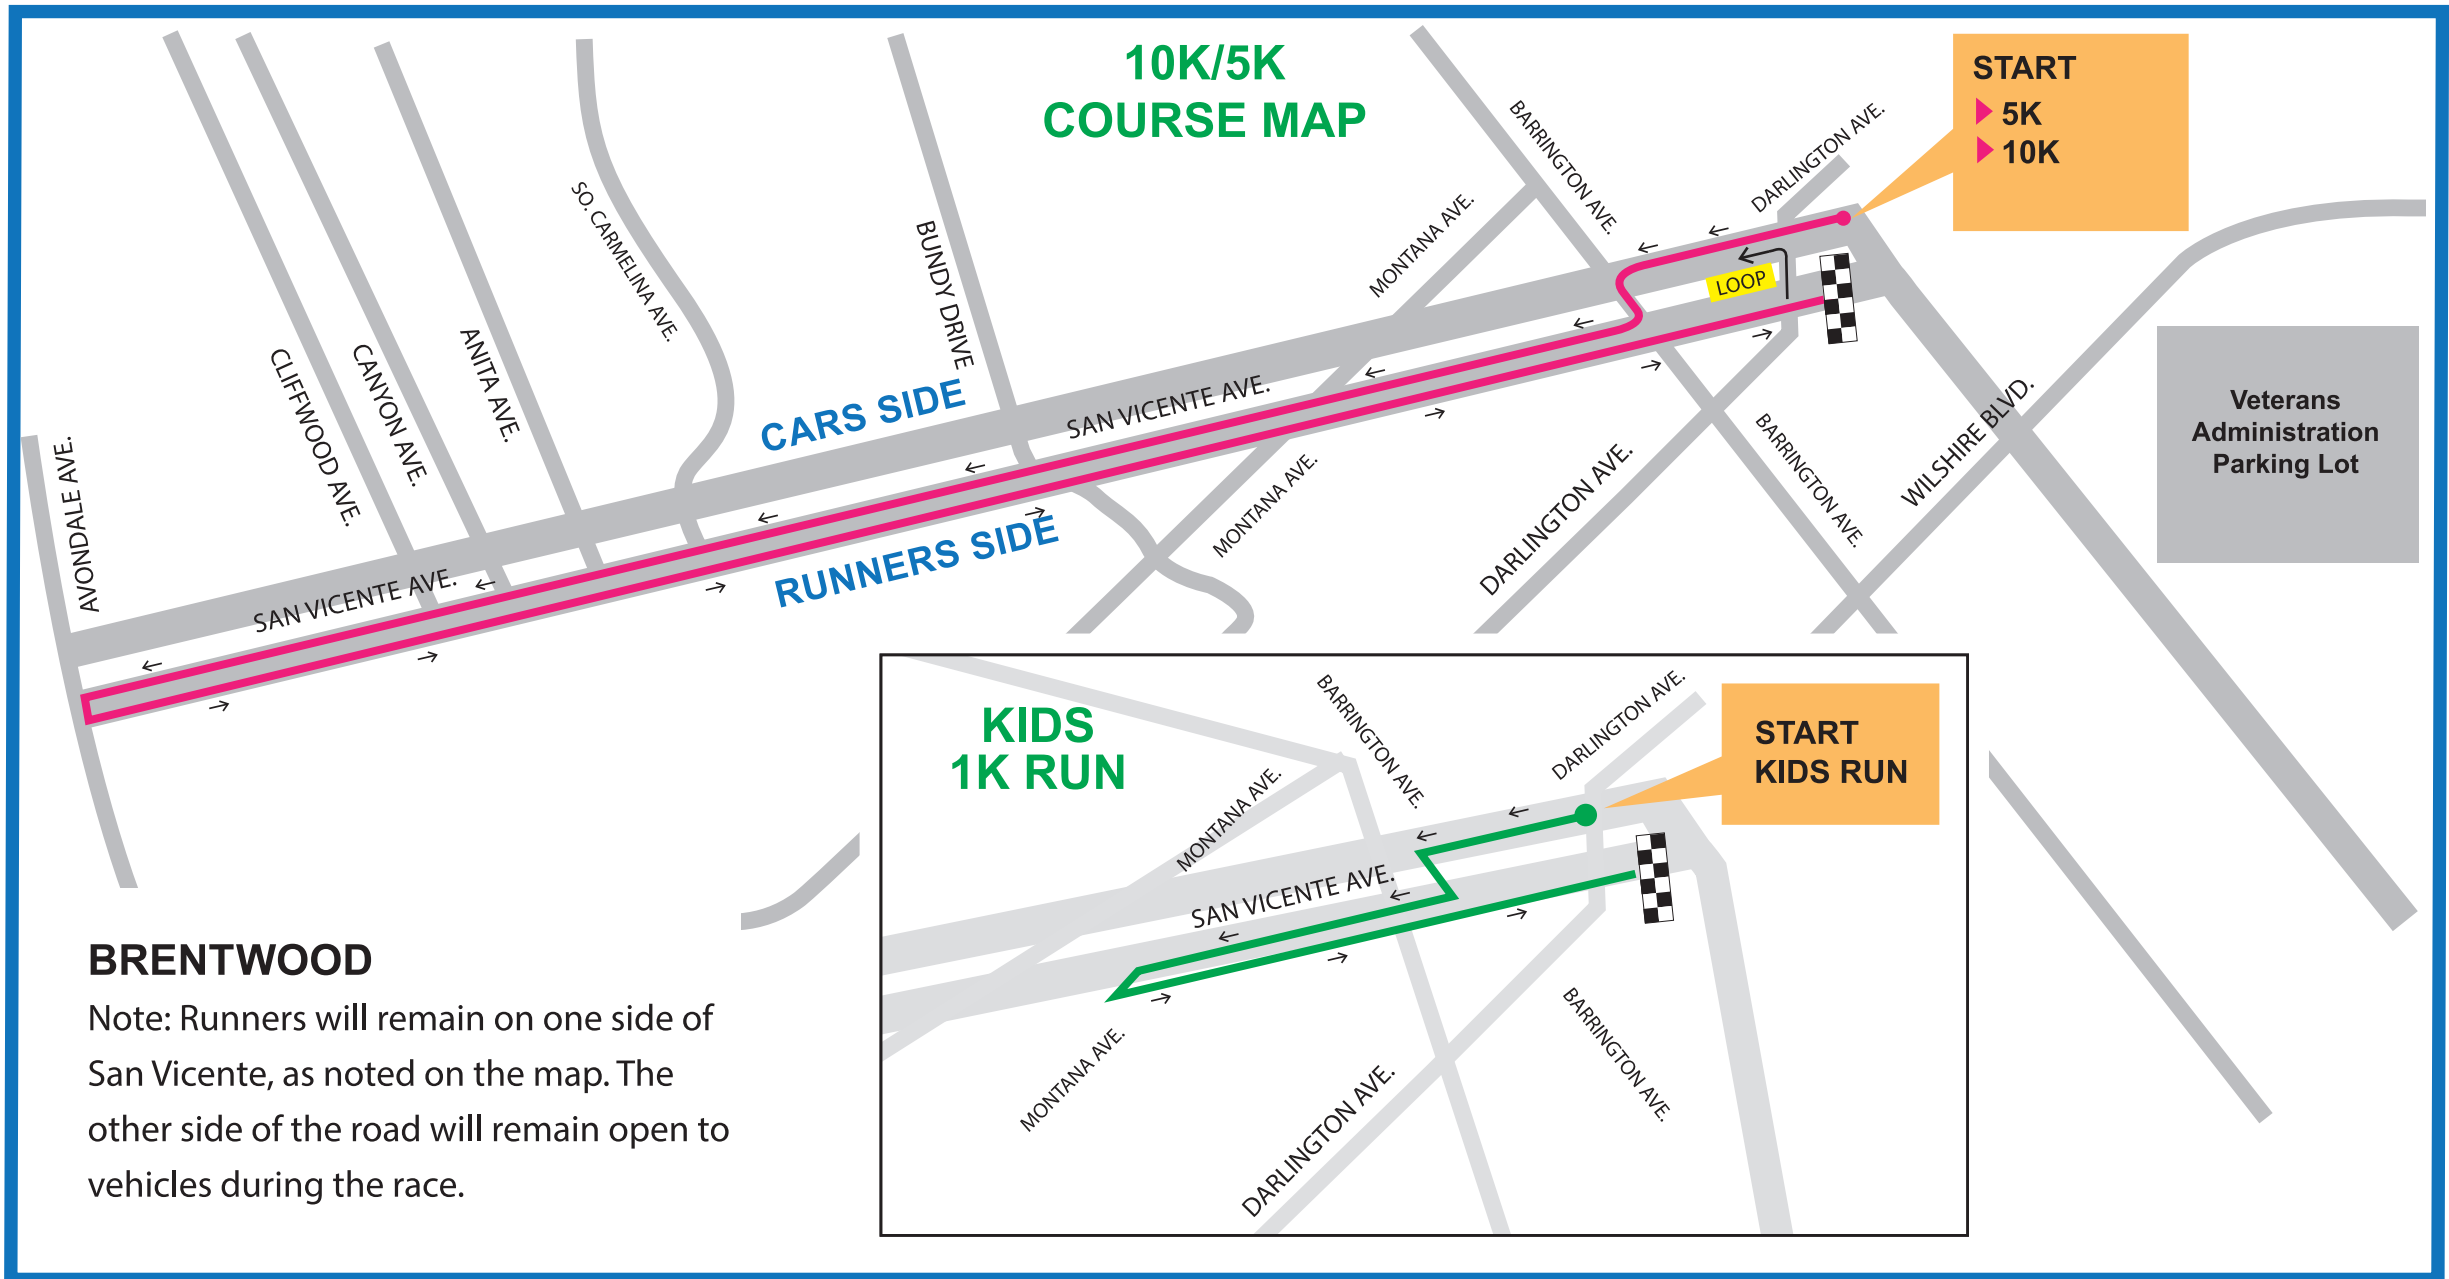 10K/5K
COURSE MAP
START
5K
10K
BARRINGTON AVE.
DARLINGTON AVE.
MONTANA AVE.
SO. CARMELINA AVE.
BUNDY DRIVE
LOOP
CLIFFWOOD AVE.
CANYON AVE.
ANITA AVE.
AVONDALE AVE.
CARS SIDE
SAN VICENTE AVE.
SAN VICENTE AVE.
RUNNERS SIDE
MONTANA AVE.
DARLINGTON AVE.
BARRINGTON AVE.
WILSHIRE BLVD.
Veterans
Administration
Parking Lot
KIDS
1K RUN
BARRINGTON AVE.
DARLINGTON AVE.
START
KIDS RUN
MONTANA AVE.
SAN VICENTE AVE.
MONTANA AVE.
DARLINGTON AVE.
BARRINGTON AVE.
BRENTWOOD
Note: Runners will remain on one side of
San Vicente, as noted on the map. The
other side of the road will remain open to
vehicles during the race.